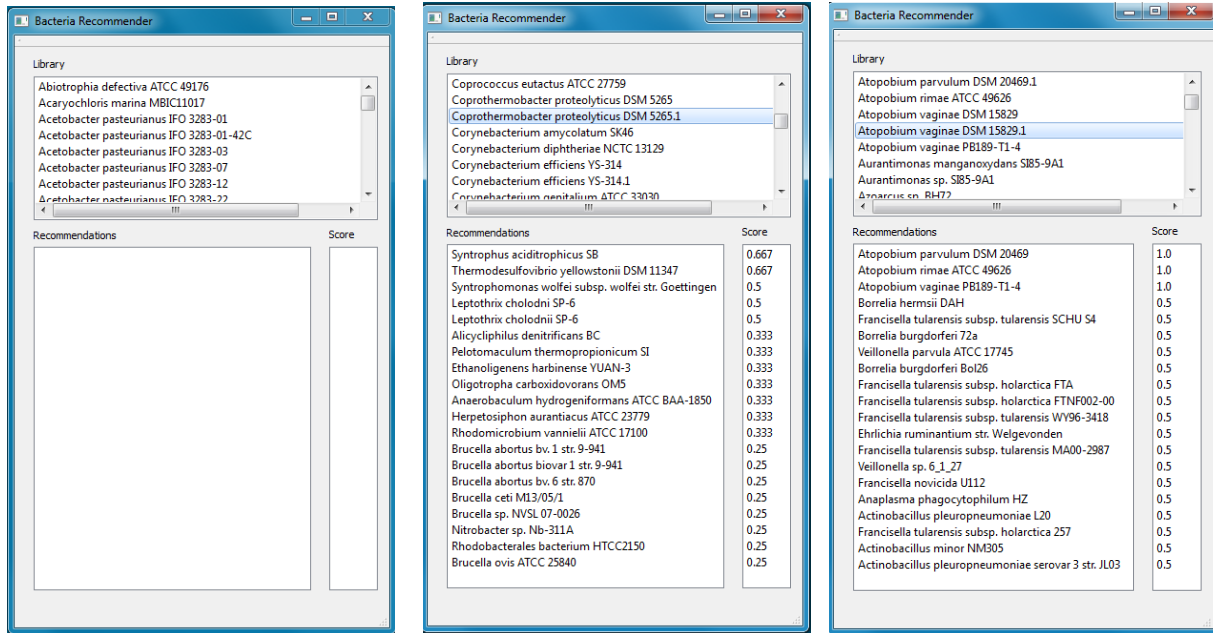 Bacteria Recommender
Library
Abiotrophia defectiva ATCC 49176
Acaryochloris marina MBIC11017
Acetobacter pasteurianus IFO 3283-01
Acetobacter pasteurianus IFO 3283-01-42C
Acetobacter pasteurianus IFO 3283-03
Acetobacter pasteurianus IFO 3283-07
Acetobacter pasteurianus IFO 3283-12
Acetobacter pasteurianus IFO 3283-22
Recommendations Score
Bacteria Recommender
Library
Coprococcus eutactus ATCC 27759
Coprothermobacter proteolyticus DSM 5265
Coprothermobacter proteolyticus DSM 5265.1
Corynebacterium amycolatum SK46
Corynebacterium diphtheriae NCTC 13129
Corynebacterium efficiens YS-314
Corynebacterium efficiens YS-314.1
Corynebacterium genitalium ATCC 33030
Recommendations Score
Syntrophus aciditrophicus SB 0.667
Thermodesulfovibrio yellowstonii DSM 11347 0.667
Syntrophomonas wolfei subsp. wolfei str. Goettingen 0.5
Leptothrix cholodni SP-6 0.5
Leptothrix cholodnii SP-6 0.5
Alicycliphilus denitrificans BC 0.333
Pelotomaculum thermopropionicum SI 0.333
Ethanoligenens harbinense YUAN-3 0.333
Oligotropha carboxidovorans OM5 0.333
Anaerobaculum hydrogeniformans ATCC BAA-1850 0.333
Herpetosiphon aurantiacus ATCC 23779 0.333
Rhodomicrobium vannielii ATCC 17100 0.333
Brucella abortus bv. 1 str. 9-941 0.25
Brucella abortus biovar 1 str. 9-941 0.25
Brucella abortus bv. 6 str. 870 0.25
Brucella ceti M13/05/1 0.25
Brucella sp. NVSL 07-0026 0.25
Nitrobacter sp. Nb-311A 0.25
Rhodobacterales bacterium HTCC2150 0.25
Brucella ovis ATCC 25840 0.25
Bacteria Recommender
Library
Atopobium parvulum DSM 20469.1
Atopobium rimae ATCC 49626
Atopobium vaginae DSM 15829
Atopobium vaginae DSM 15829.1
Atopobium vaginae PB189-T1-4
Aurantimonas manganoxydans SI85-9A1
Aurantimonas sp. SI85-9A1
Azoarcus sp. BH72
Recommendations Score
Atopobium parvulum DSM 20469 1.0
Atopobium rimae ATCC 49626 1.0
Atopobium vaginae PB189-T1-4 1.0
Borrelia hermsii DAH 0.5
Francisella tularensis subsp. tularensis SCHU S4 0.5
Borrelia burgdorferi 72a 0.5
Veillonella parvula ATCC 17745 0.5
Borrelia burgdorferi Bol26 0.5
Francisella tularensis subsp. holarctica FTA 0.5
Francisella tularensis subsp. holarctica FTNF002-00 0.5
Francisella tularensis subsp. tularensis WY96-3418 0.5
Ehrlichia ruminantium str. Welgevonden 0.5
Francisella tularensis subsp. tularensis MA00-2987 0.5
Veillonella sp. 6_1_27 0.5
Francisella novicida U112 0.5
Anaplasma phagocytophilum HZ 0.5
Actinobacillus pleuropneumoniae L20 0.5
Francisella tularensis subsp. holarctica 257 0.5
Actinobacillus minor NM305 0.5
Actinobacillus pleuropneumoniae serovar 3 str. JL03 0.5